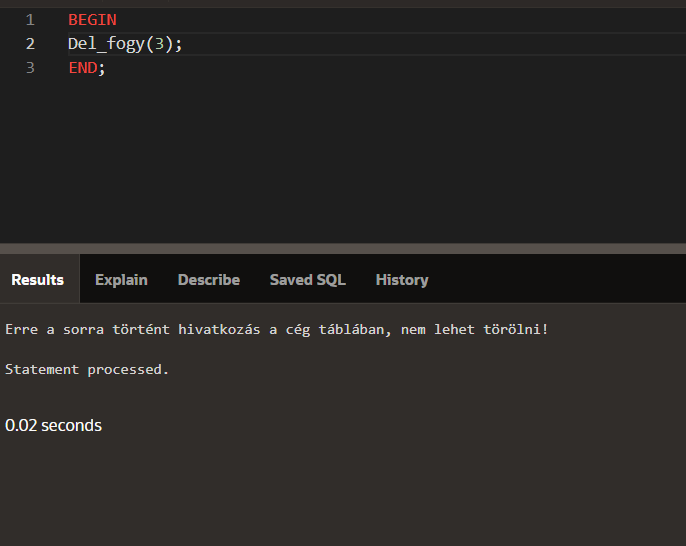 1 BEGIN
2 Del_fogy(3);
3 END;
Results Explain Describe Saved SQL History
Erre a sorra történt hivatkozás a cég táblában, nem lehet törölni!
Statement processed.
0.02 seconds